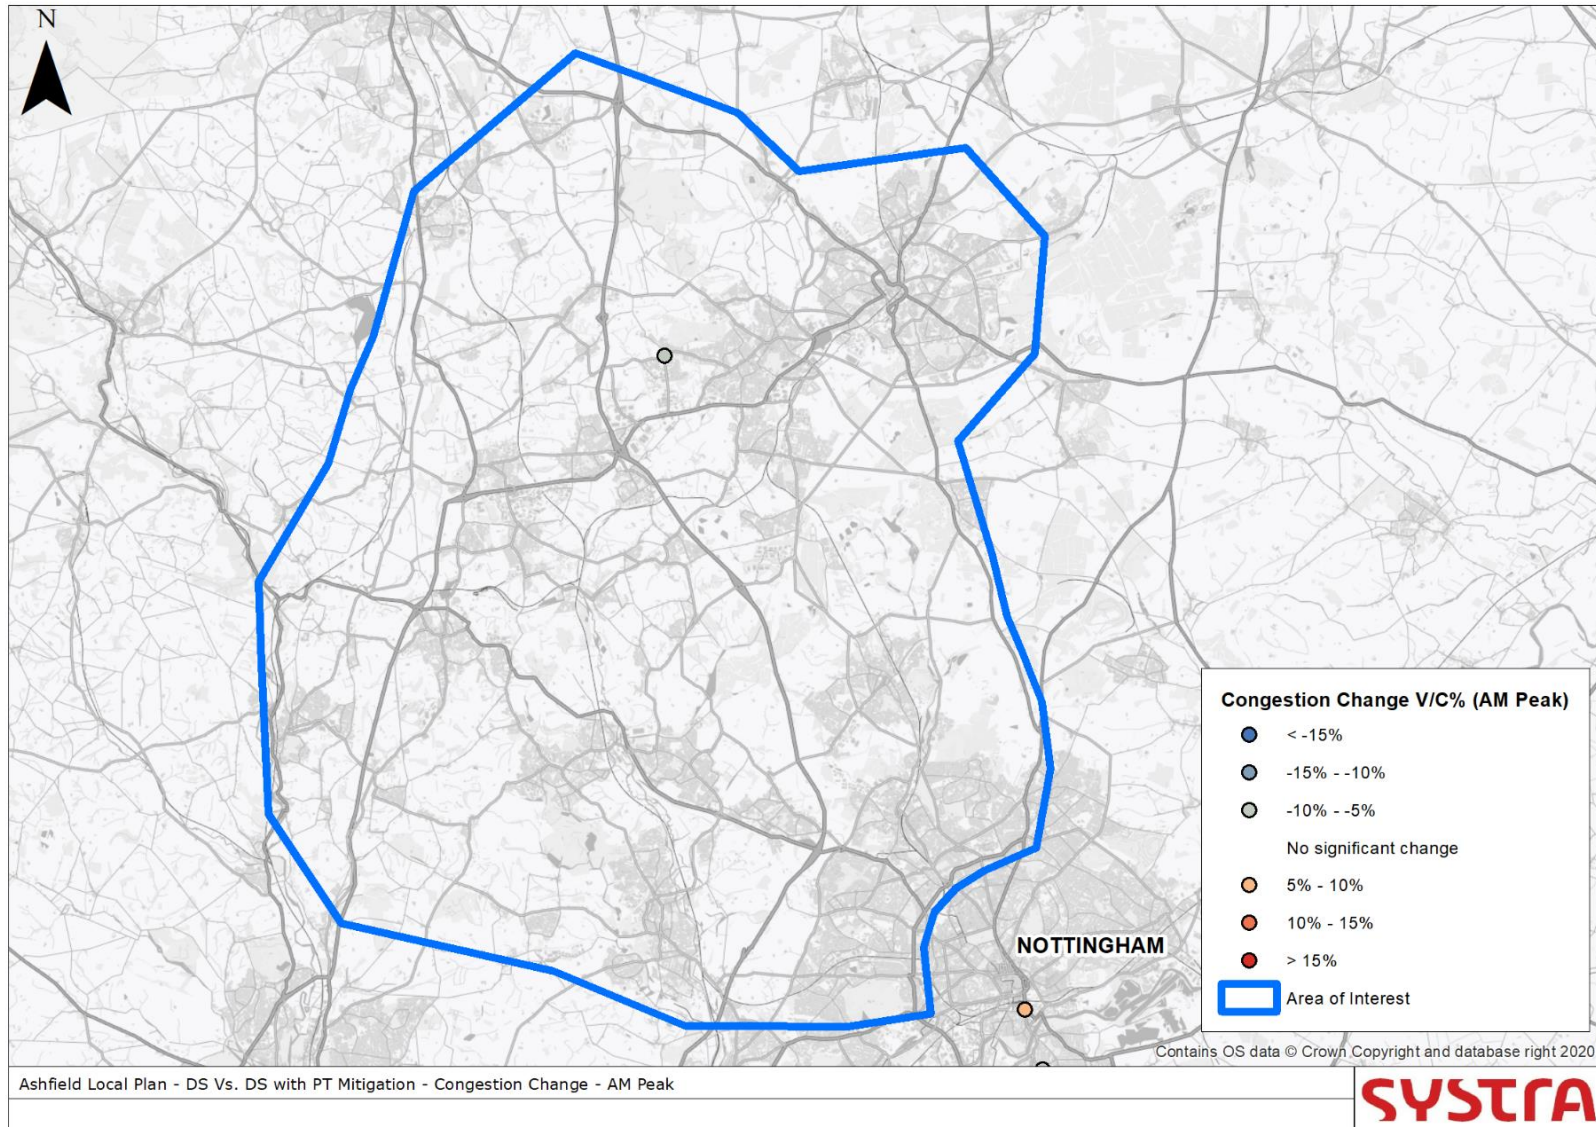 N
NOTTINGHAM
Congestion Change V/C% (AM Peak)
< -15%
-15% - -10%
-10% - -5%
No significant change
5% - 10%
10% - 15%
> 15%
Area of Interest
Contains OS data © Crown Copyright and database right 2020
Ashfield Local Plan - DS Vs. DS with PT Mitigation - Congestion Change - AM Peak
SYSTRA